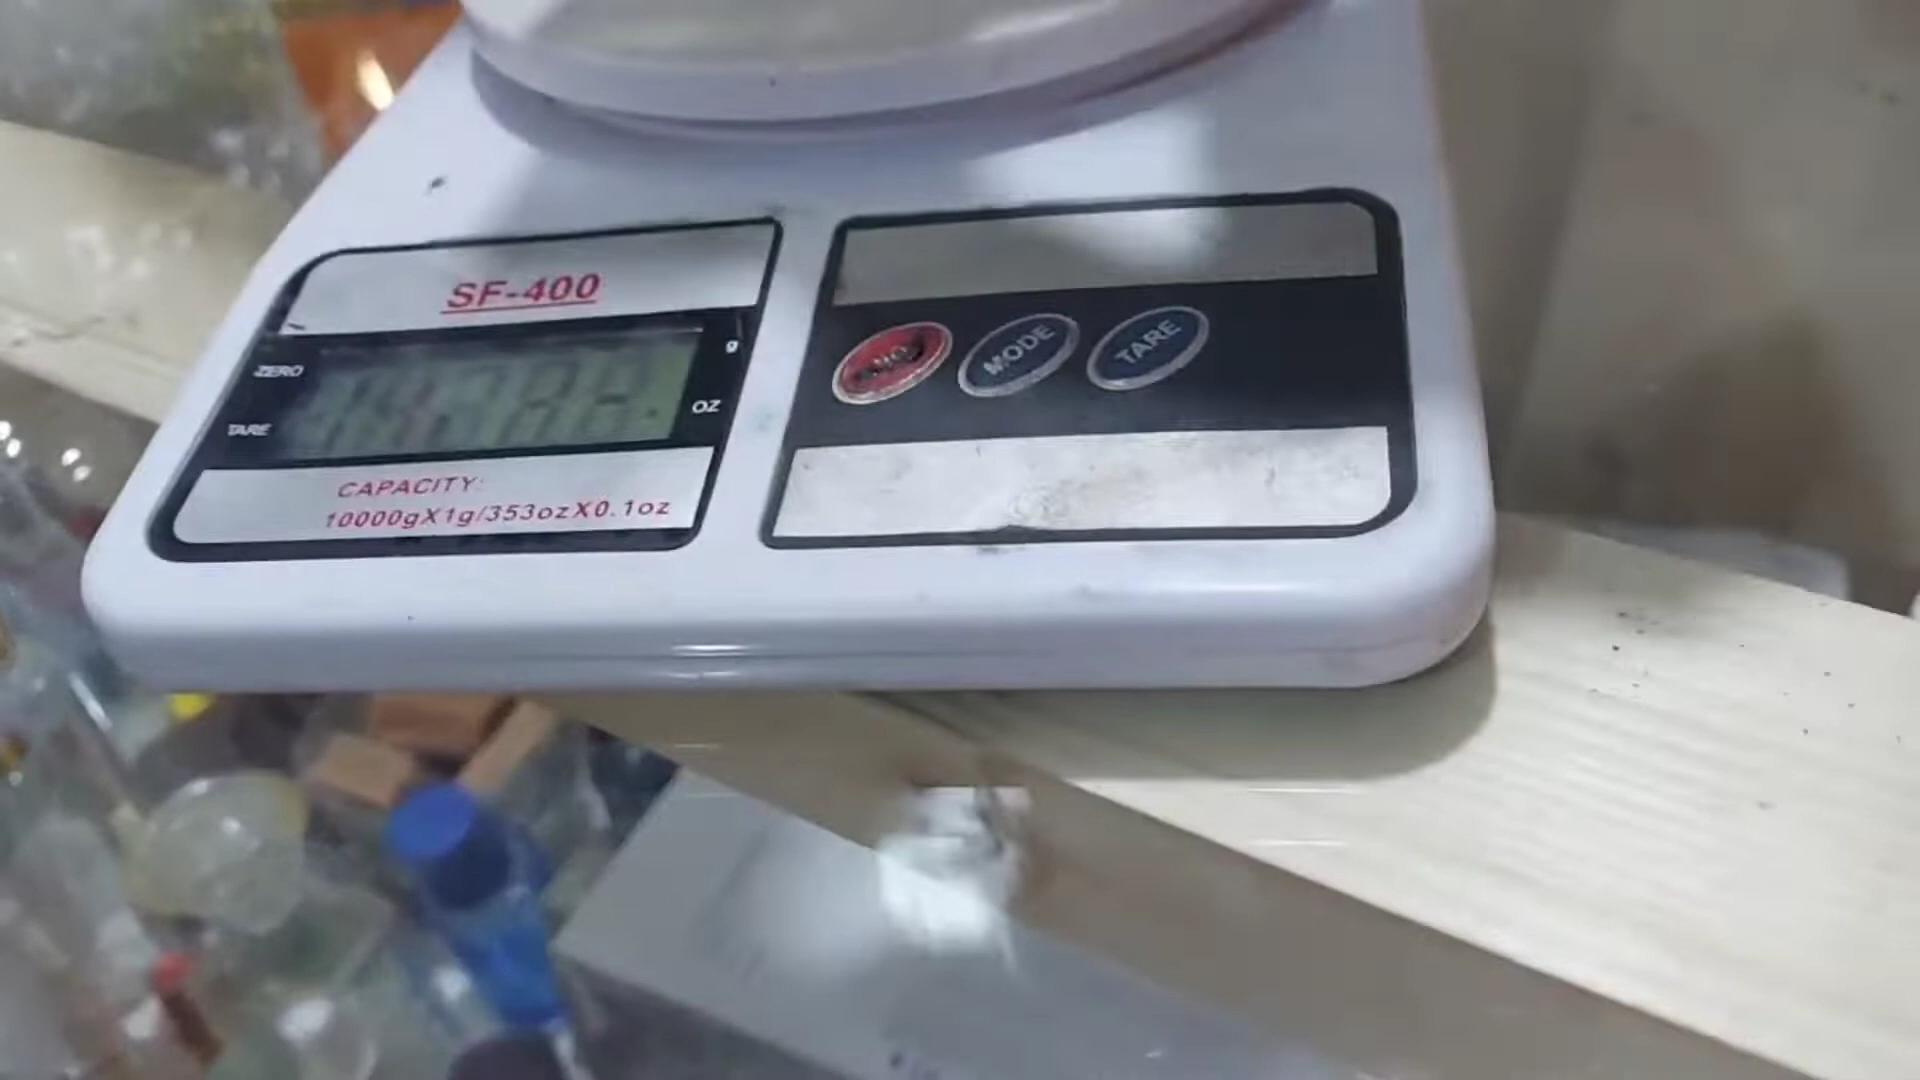 SF-400
ZERO
g
TARE
OZ
CAPACITY:
10000gX1g/353ozX0.1oz
MODE
TARE